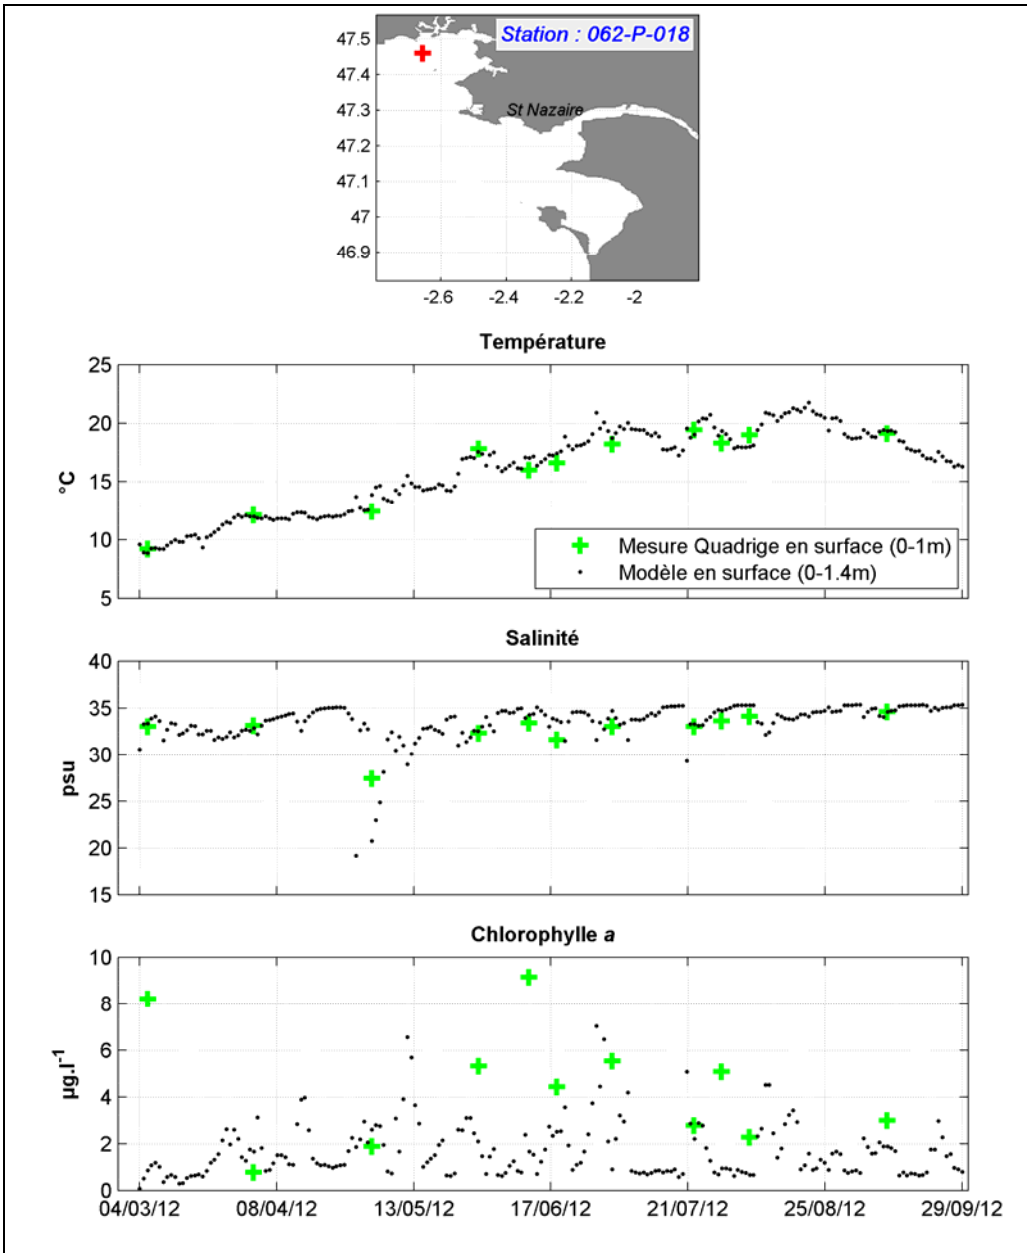 Station : 062-P-018
47.5
47.4
47.3
47.2
47.1
47
46.9
St Nazaire
-2.6 -2.4 -2.2 -2
Température
25
20
15
10
5
°C
Mesure Quadrige en surface (0-1m)
Modèle en surface (0-1.4m)
Salinité
40
35
30
25
20
15
psu
Chlorophylle a
10
8
6
4
2
0
µg.l-1
04/03/12 08/04/12 13/05/12 17/06/12 21/07/12 25/08/12 29/09/12